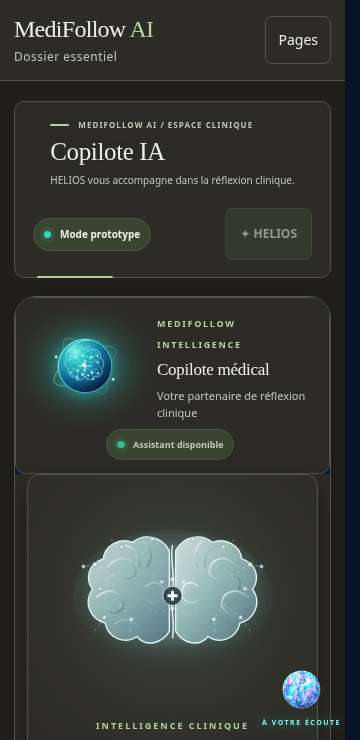 MediFollow AI
Dossier essentiel
Pages
MEDIFOLLOW AI / ESPACE CLINIQUE
Copilote IA
HELIOS vous accompagne dans la réflexion clinique.
Mode prototype
✦ HELIOS
MEDIFOLLOW
INTELLIGENCE
Copilote médical
Votre partenaire de réflexion
clinique
Assistant disponible
INTELLIGENCE CLINIQUE
À VOTRE ÉCOUTE